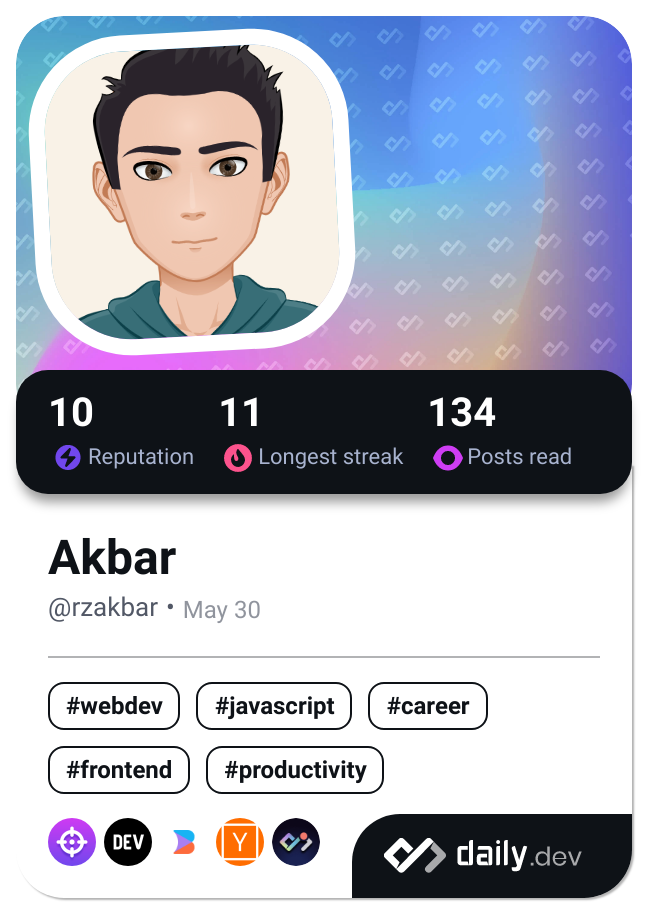 10 11 134
Reputation Longest streak Posts read
Akbar
@rzakbar • May 30
#webdev #javascript #career
#frontend #productivity
DEV Y daily.dev